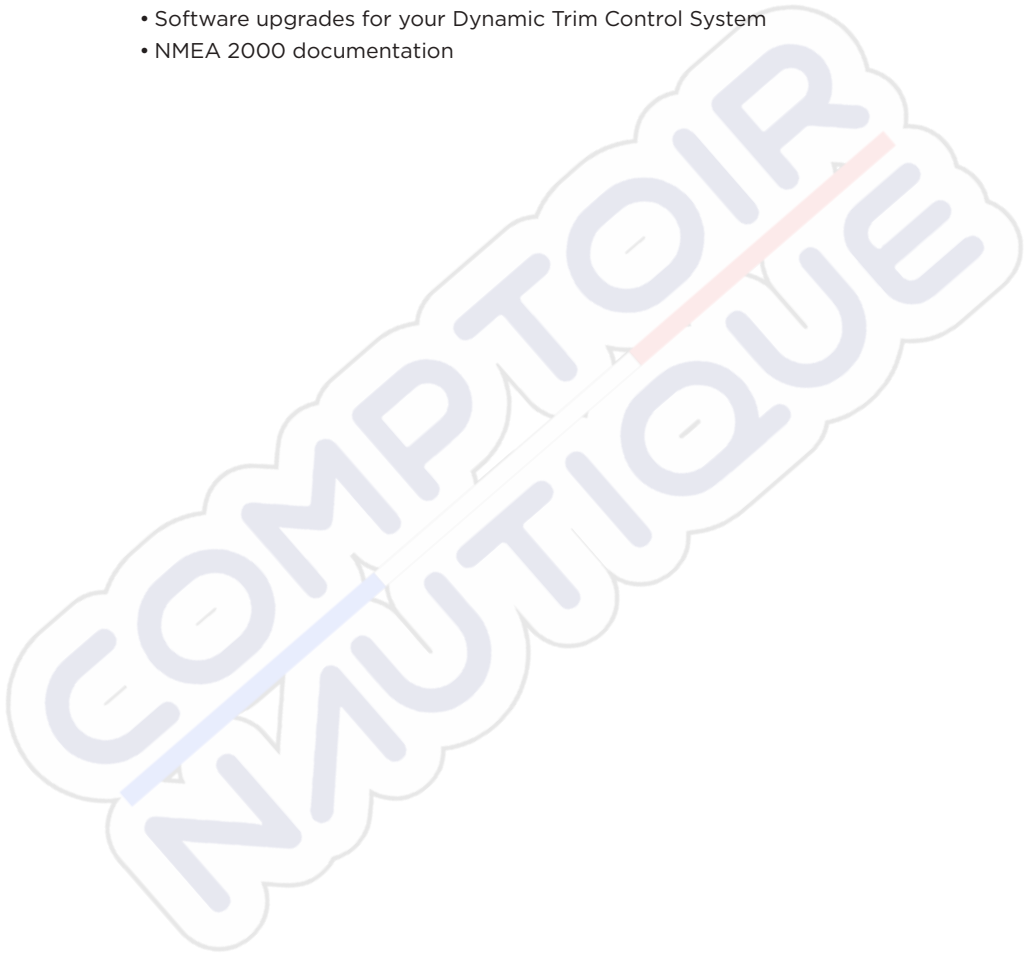 • Software upgrades for your Dynamic Trim Control System
• NMEA 2000 documentation
COMPTOIR
NAUTIQUE